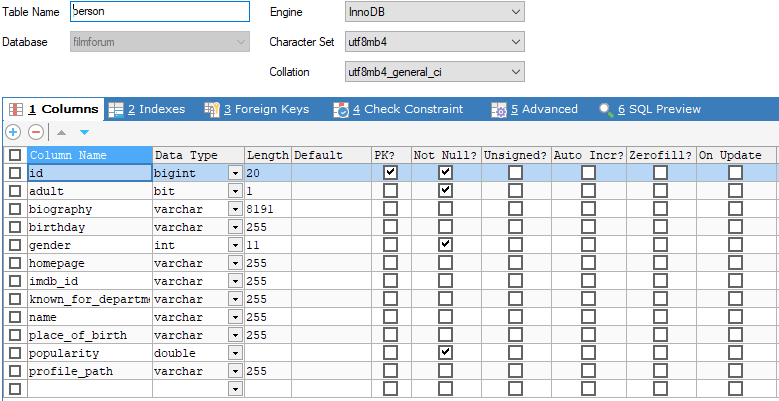 Table Name person Engine InnoDB
Database filmforum Character Set utf8mb4
Collation utf8mb4_general_ci
1 Columns 2 Indexes 3 Foreign Keys 4 Check Constraint 5 Advanced 6 SQL Preview
Column Name Data Type Length Default PK? Not Null? Unsigned? Auto Incr? Zerofill? On Update
id bigint 20
adult bit 1
biography varchar 8191
birthday varchar 255
gender int 11
homepage varchar 255
imdb_id varchar 255
known_for_departme varchar 255
name varchar 255
place_of_birth varchar 255
popularity double
profile_path varchar 255